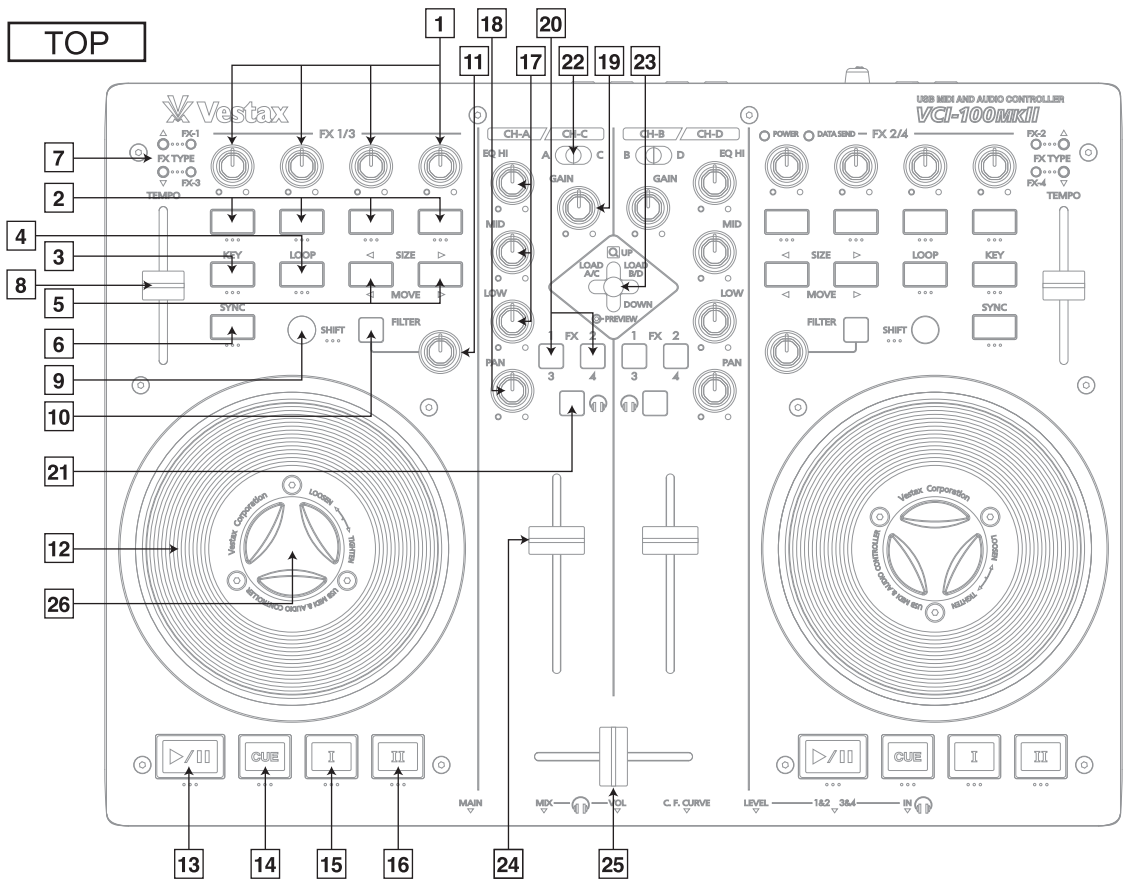 TOP
1
18
20
11
17
22
19
23
Vestax
USB MIDI AND AUDIO CONTROLLER
VCI-100MKII
FX 1/3
CH-A / CH-C
CH-B / CH-D
POWER
DATA SEND
FX 2/4
FX-1
FX TYPE
FX-3
7
TEMPO
EQ HI
A
C
B
D
EQ HI
GAIN
GAIN
FX-2
FX TYPE
FX-4
TEMPO
2
4
MID
MID
UP
3
KEY
LOOP
◁ SIZE ▷
LOAD
A/C
LOAD
B/D
◁ SIZE ▷
LOOP
KEY
8
5
◁ MOVE ▷
LOW
DOWN
LOW
◁ MOVE ▷
SYNC
PREVIEW
SYNC
6
SHIFT
FILTER
1 FX 2
1 FX 2
FILTER
SHIFT
9
PAN
3 4
3 4
PAN
10
21
12
Vestax Corporation
LOOSEN
TIGHTEN
USB MIDI & AUDIO CONTROLLER
Vestax Corporation
LOOSEN
TIGHTEN
USB MIDI & AUDIO CONTROLLER
26
▷/II
CUE
I
II
▷/II
CUE
I
II
MAIN
MIX
VOL
C. F. CURVE
LEVEL
1&2
3&4
IN
13
14
15
16
24
25